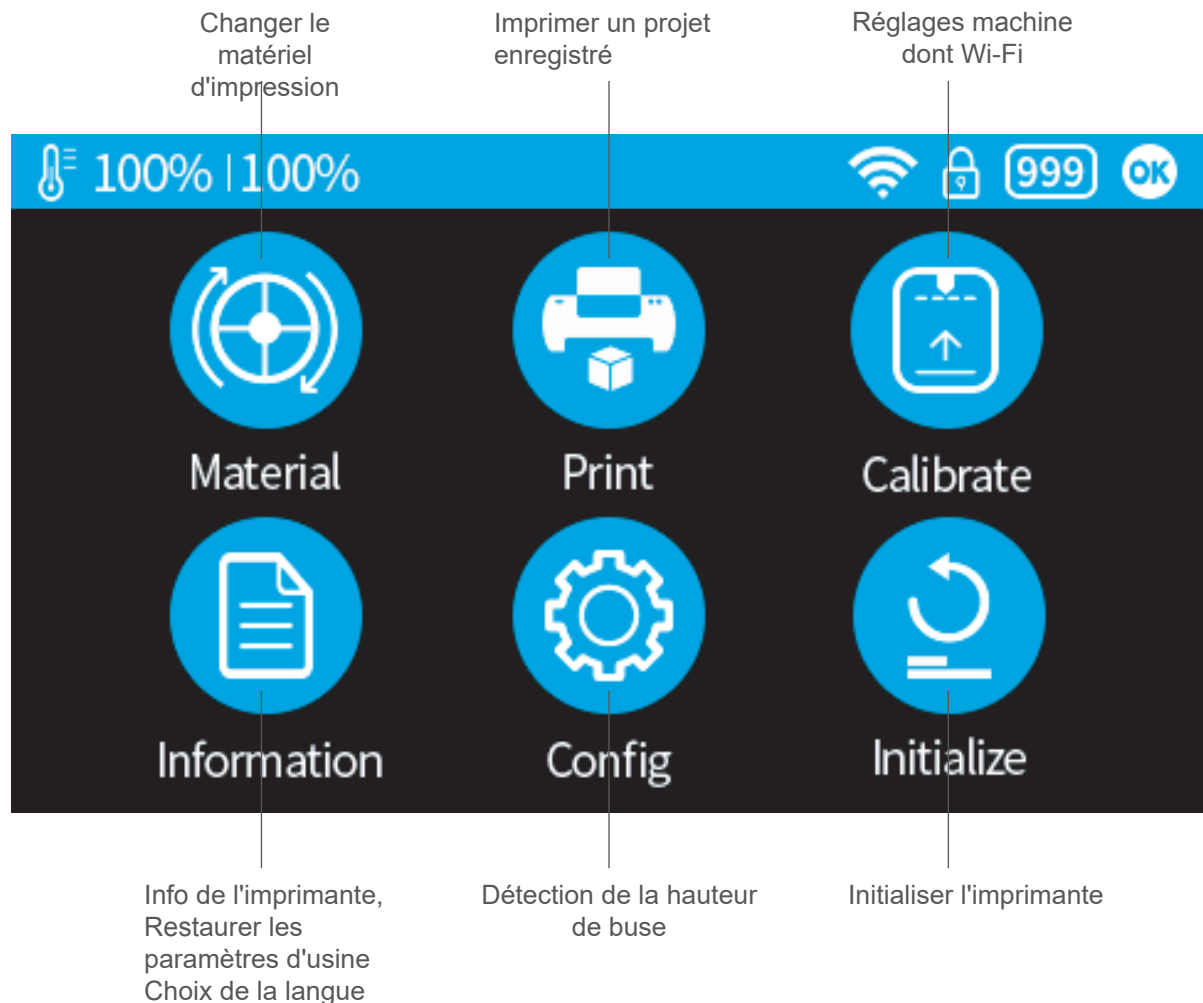 Changer le
matériel
d'impression
Imprimer un projet
enregistré
Réglages machine
dont Wi-Fi
100% | 100%
999
OK
Material
Print
Calibrate
Information
Config
Initialize
Info de l'imprimante,
Restaurer les
paramètres d'usine
Choix de la langue
Détection de la hauteur
de buse
Initialiser l'imprimante